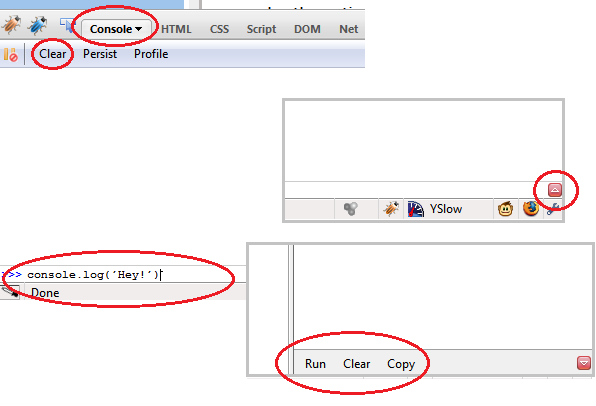 Console HTML CSS Script DOM Net
Clear Persist Profile
YSlow
>>> console.log('Hey!')
Done
Run Clear Copy